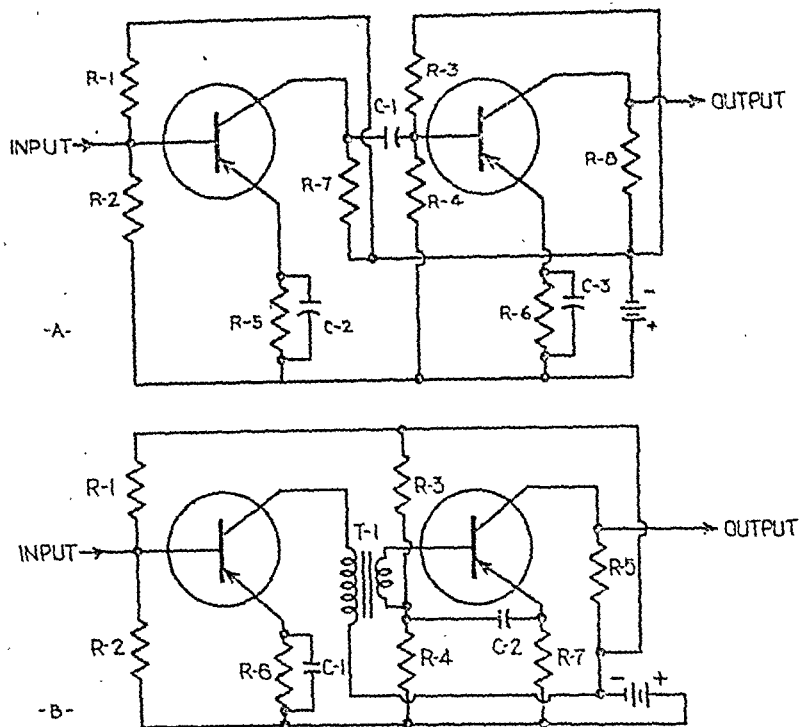 R-1
R-3
C-1
OUTPUT
INPUT
R-8
R-7
R-2
R-4
C-3
R-5
C-2
R-6
-
+
-A-
R-1
R-3
T-1
INPUT
OUTPUT
R-5
R-2
R-6
C-1
R-4
C-2
R-7
- +
-B-